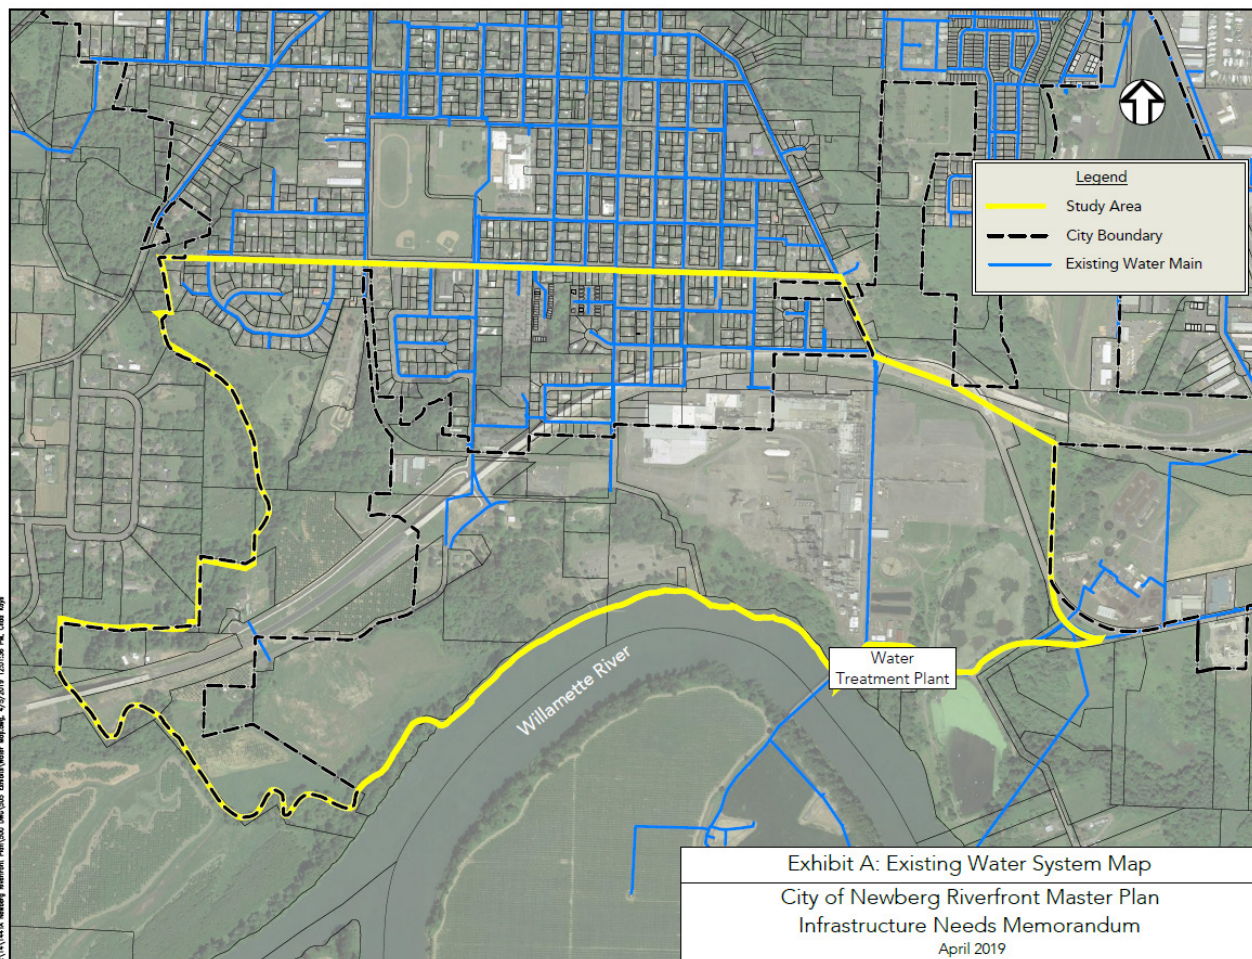 Legend
Study Area
City Boundary
Existing Water Main
Willamette River
Water
Treatment Plant
Exhibit A: Existing Water System Map
City of Newberg Riverfront Master Plan
Infrastructure Needs Memorandum
April 2019